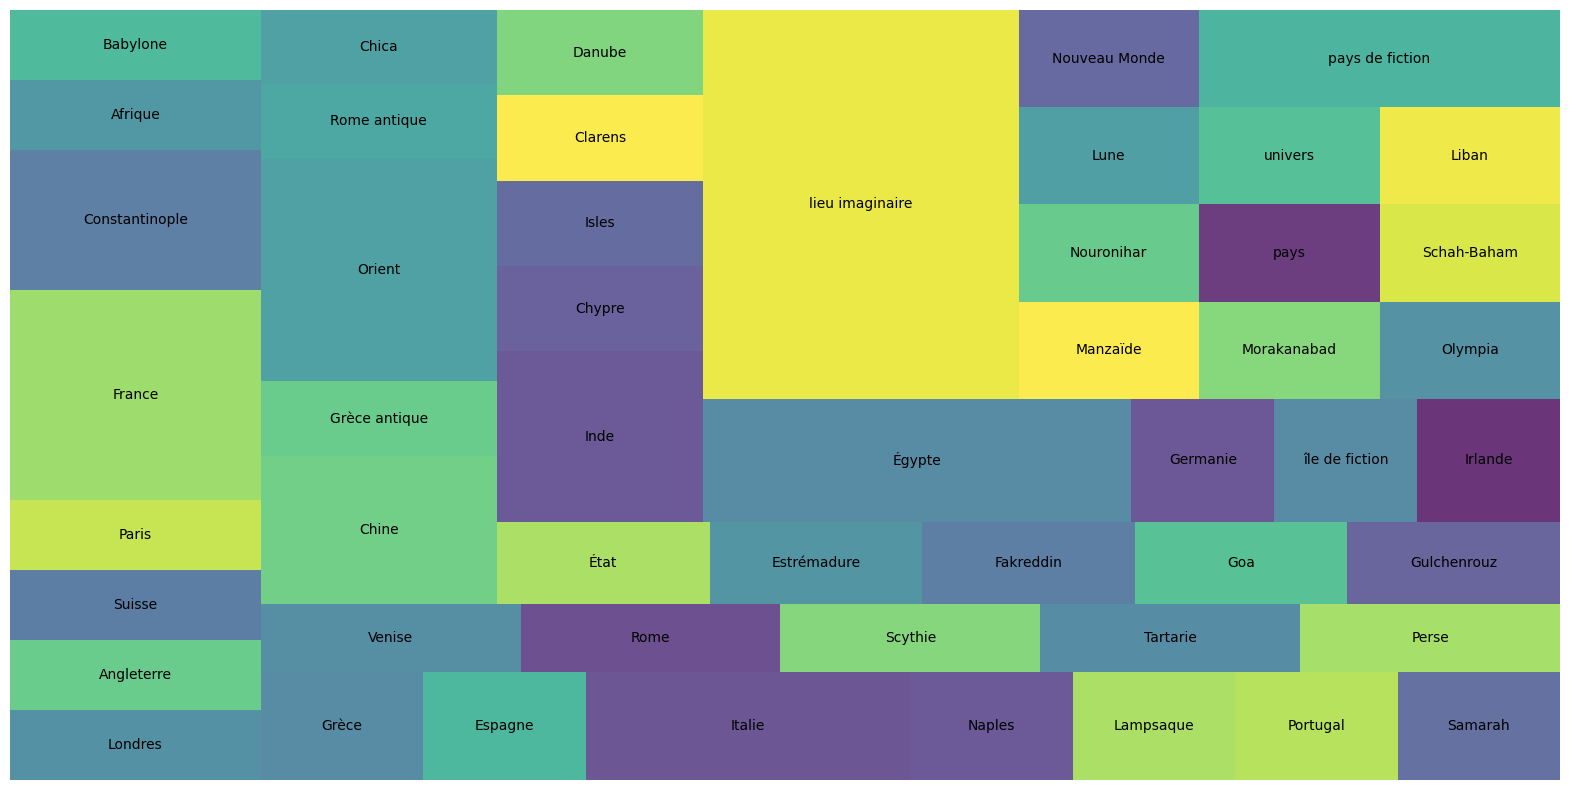 Babylone
Afrique
Constantinople
France
Paris
Suisse
Angleterre
Londres
Chica
Rome antique
Orient
Grèce antique
Chine
Danube
Clarens
Isles
Chypre
Inde
lieu imaginaire
Nouveau Monde
pays de fiction
Lune
univers
Liban
Nouronihar
pays
Schah-Baham
Manzaïde
Morakanabad
Olympia
Égypte
Germanie
île de fiction
Irlande
État
Estrémadure
Fakreddin
Goa
Gulchenrouz
Venise
Rome
Scythie
Tartarie
Perse
Grèce
Espagne
Italie
Naples
Lampsaque
Portugal
Samarah